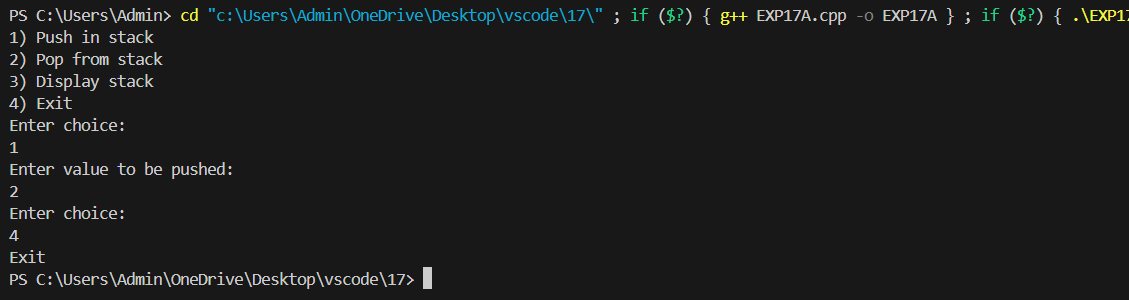 PS C:\Users\Admin> cd "c:\Users\Admin\OneDrive\Desktop\vscode\17\" ; if ($?) { g++ EXP17A.cpp -o EXP17A } ; if ($?) { .\EXP17
1) Push in stack
2) Pop from stack
3) Display stack
4) Exit
Enter choice:
1
Enter value to be pushed:
2
Enter choice:
4
Exit
PS C:\Users\Admin\OneDrive\Desktop\vscode\17>